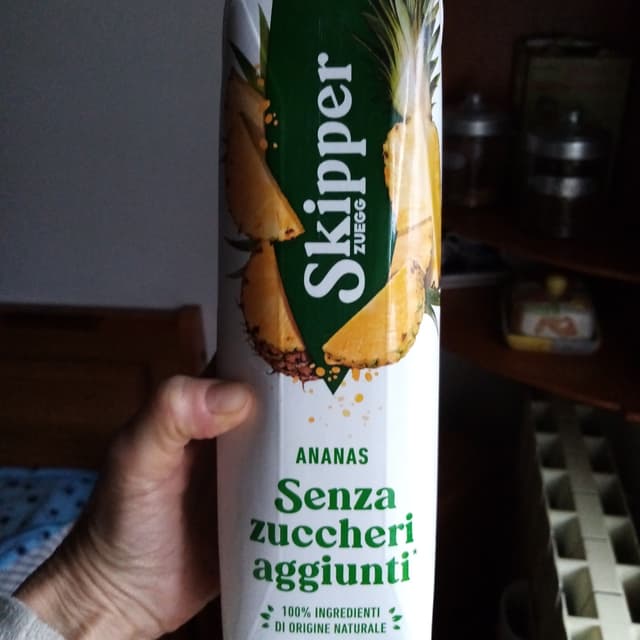 Skipper
ZUEGG
ANANAS
Senza
zuccheri
aggiunti*
100% INGREDIENTI
DI ORIGINE NATURALE